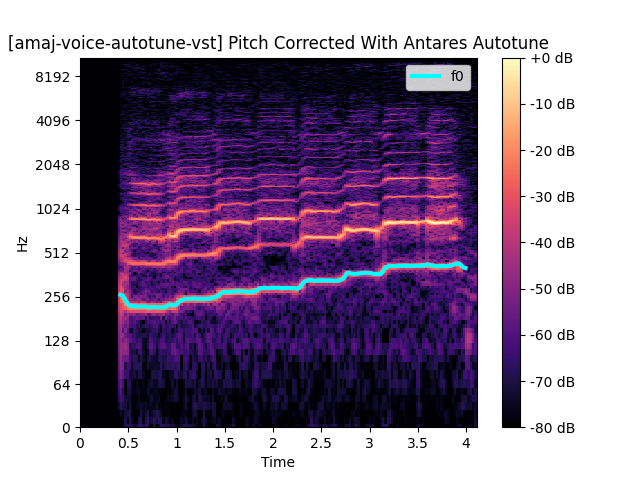 [amaj-voice-autotune-vst] Pitch Corrected With Antares Autotune
f0
Hz
8192
4096
2048
1024
512
256
128
64
0
0 0.5 1 1.5 2 2.5 3 3.5 4
Time
+0 dB
-10 dB
-20 dB
-30 dB
-40 dB
-50 dB
-60 dB
-70 dB
-80 dB